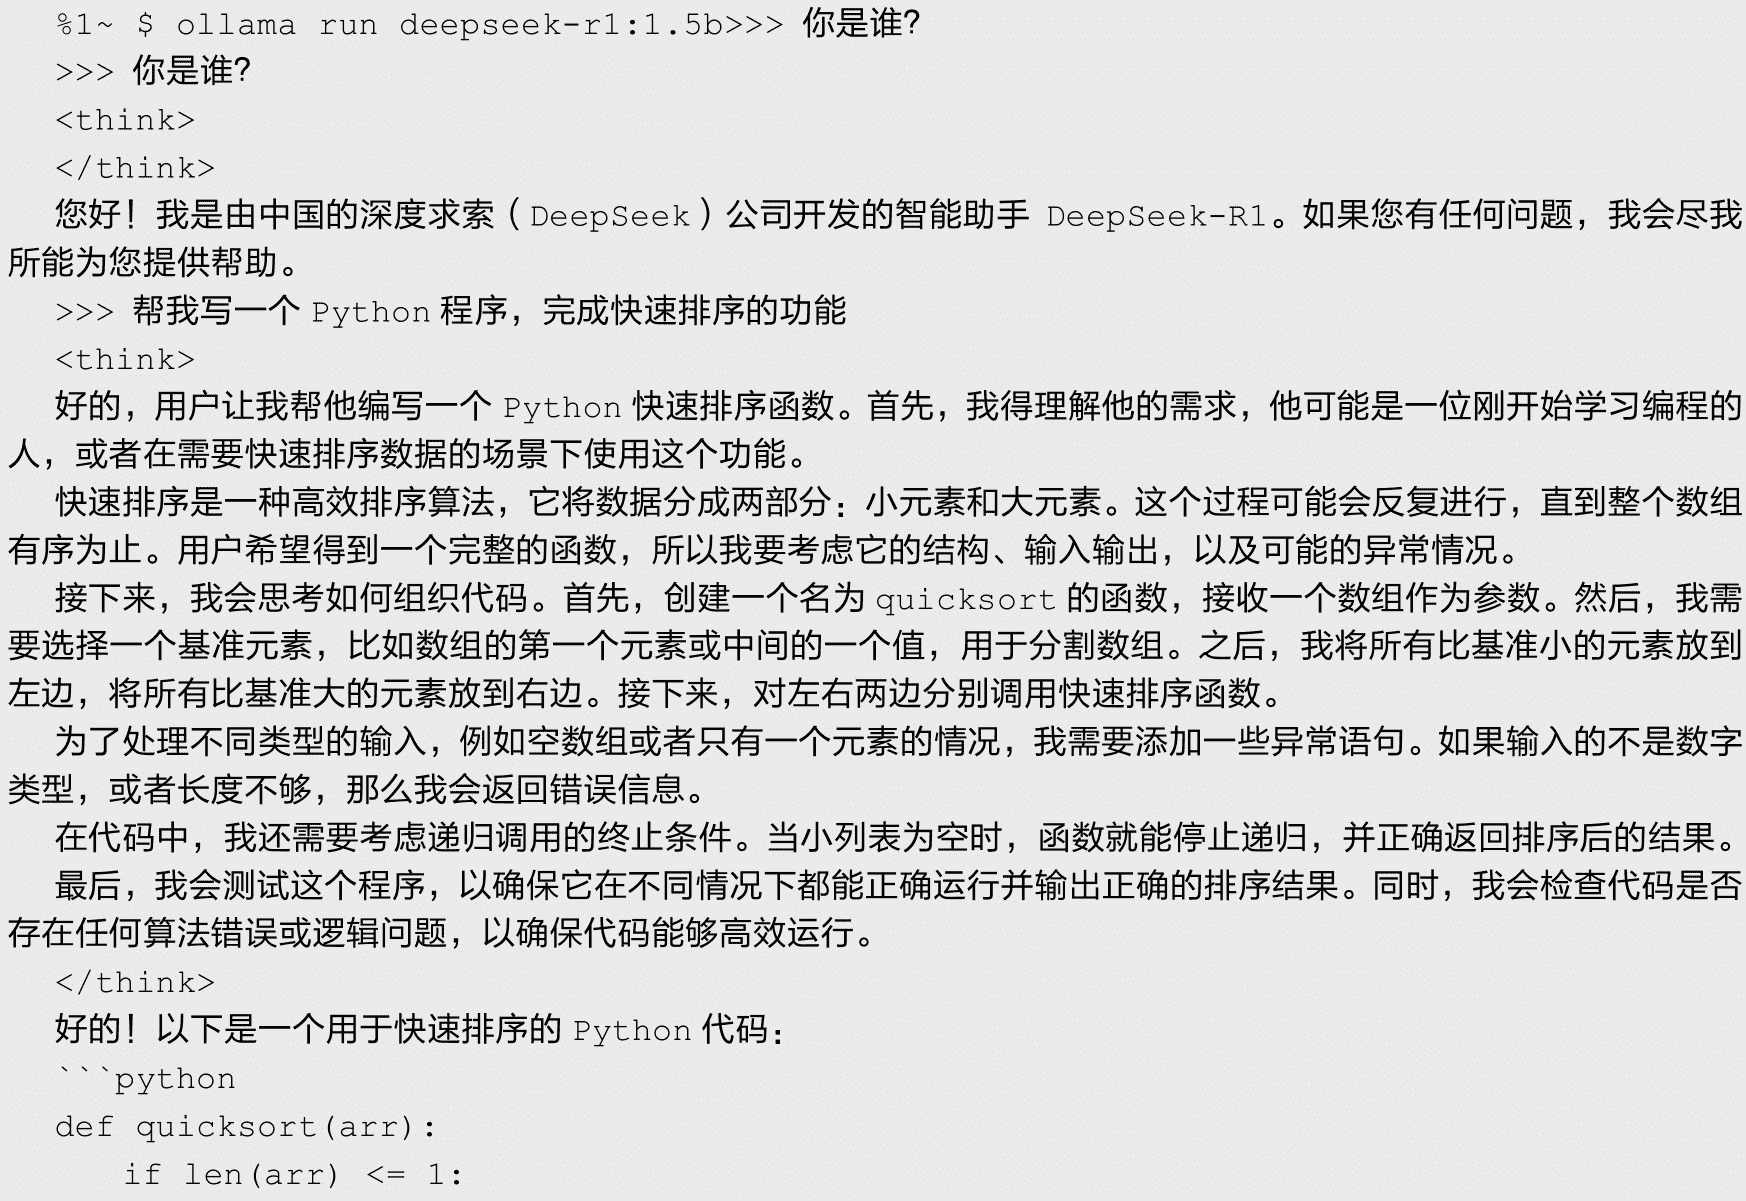 %1~ $ ollama run deepseek-r1:1.5b>>> 你是谁?
>>> 你是谁?
<think>
</think>
您好！我是由中国的深度求索（DeepSeek）公司开发的智能助手 DeepSeek-R1。如果您有任何问题，我会尽我
所能为您提供帮助。
>>> 帮我写一个 Python 程序，完成快速排序的功能
<think>
好的，用户让我帮他编写一个 Python 快速排序函数。首先，我得理解他的需求，他可能是一位刚开始学习编程的
人，或者在需要快速排序数据的场景下使用这个功能。
快速排序是一种高效排序算法，它将数据分成两部分：小元素和大元素。这个过程可能会反复进行，直到整个数组
有序为止。用户希望得到一个完整的函数，所以我要考虑它的结构、输入输出，以及可能的异常情况。
接下来，我会思考如何组织代码。首先，创建一个名为 quicksort 的函数，接收一个数组作为参数。然后，我需
要选择一个基准元素，比如数组的第一个元素或中间的一个值，用于分割数组。之后，我将所有比基准小的元素放到
左边，将所有比基准大的元素放到右边。接下来，对左右两边分别调用快速排序函数。
为了处理不同类型的输入，例如空数组或者只有一个元素的情况，我需要添加一些异常语句。如果输入的不是数字
类型，或者长度不够，那么我会返回错误信息。
在代码中，我还需要考虑递归调用的终止条件。当小列表为空时，函数就能停止递归，并正确返回排序后的结果。
最后，我会测试这个程序，以确保它在不同情况下都能正确运行并输出正确的排序结果。同时，我会检查代码是否
存在任何算法错误或逻辑问题，以确保代码能够高效运行。
</think>
好的！以下是一个用于快速排序的 Python 代码：
```python
def quicksort(arr):
if len(arr) <= 1: